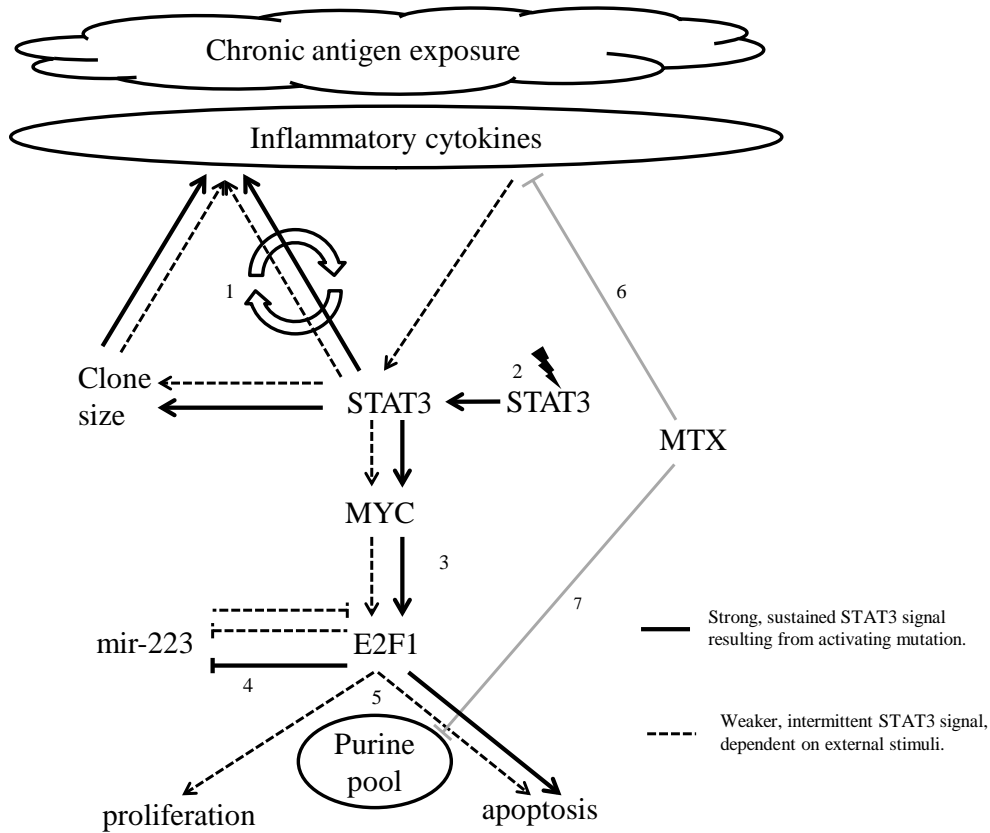 Chronic antigen exposure
Inflammatory cytokines
1
6
Clone
size
2
STAT3
STAT3
MTX
MYC
3
7
mir-223
E2F1
4
5
Purine
pool
proliferation
apoptosis
Strong, sustained STAT3 signal
resulting from activating mutation.
Weaker, intermittent STAT3 signal,
dependent on external stimuli.